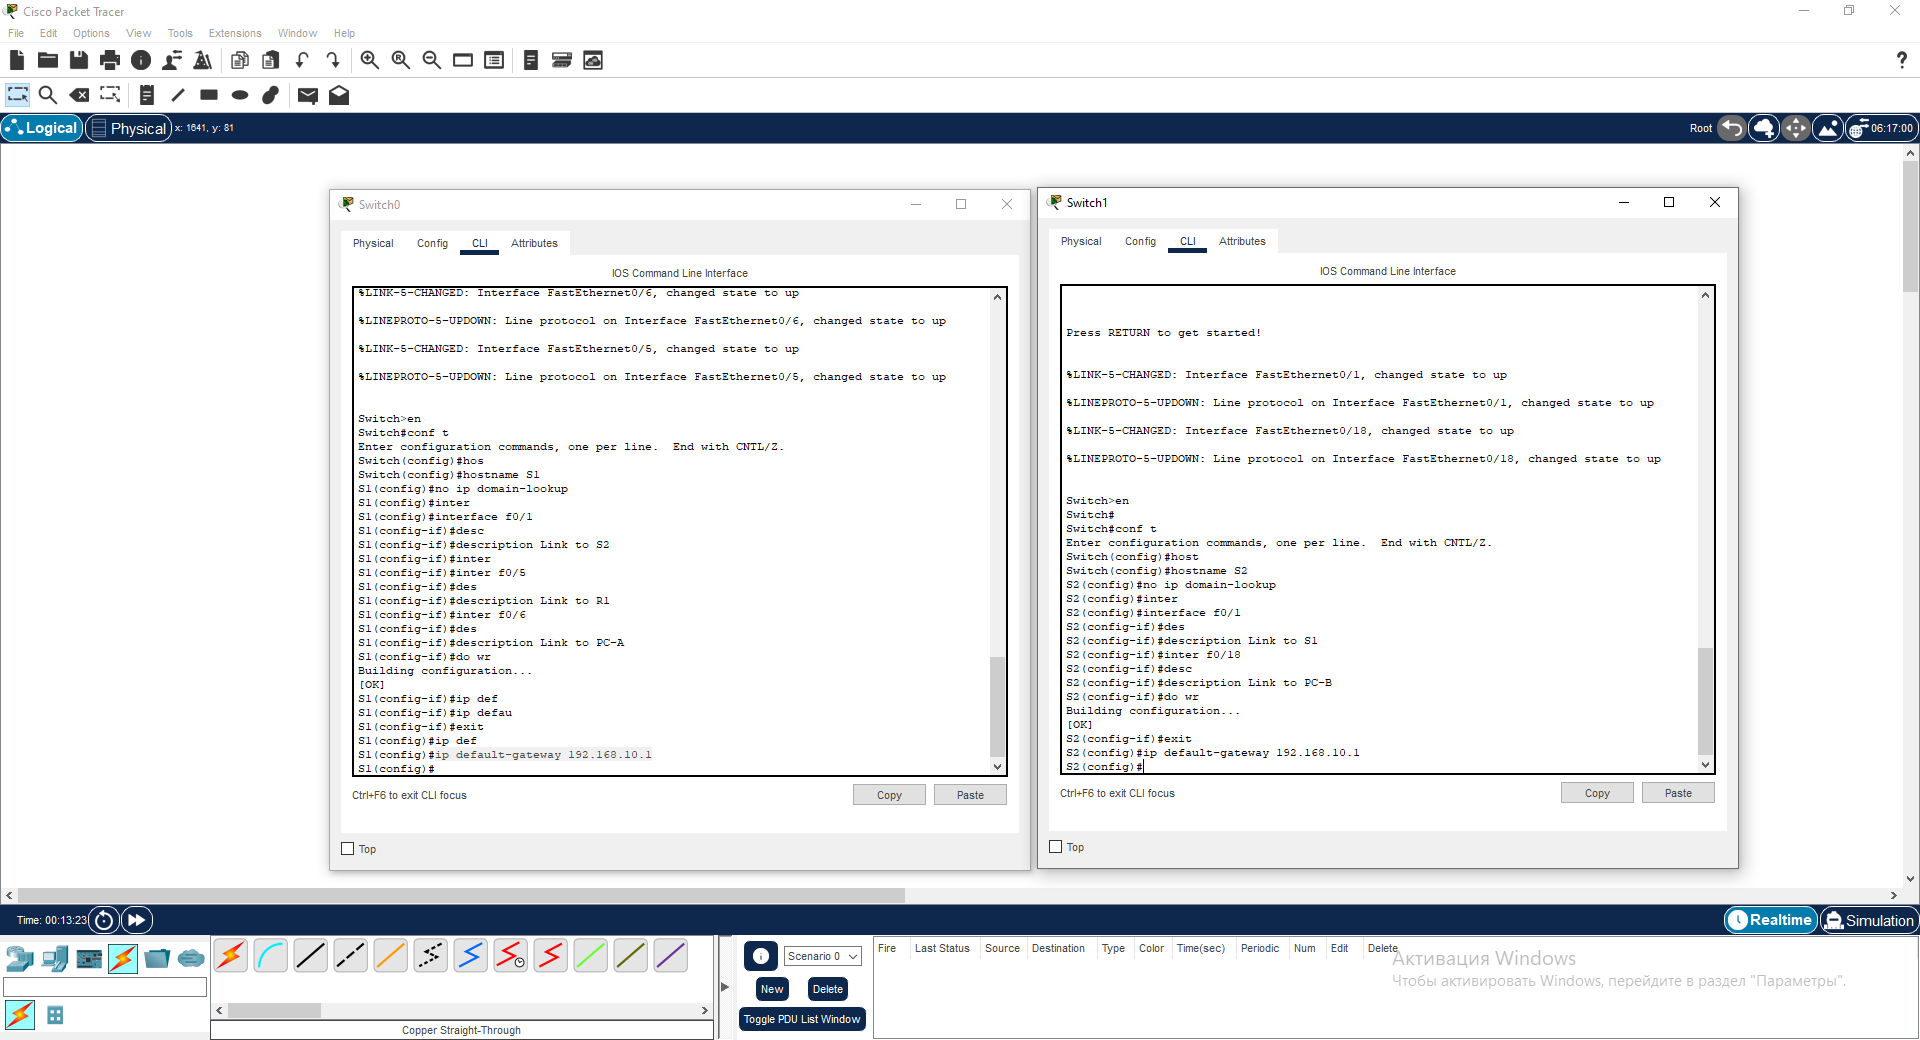 Cisco Packet Tracer
File Edit Options View Tools Extensions Window Help
Logical Physical x: 1641, y: 81 Root 06:17:00
Switch0
Physical Config CLI Attributes
IOS Command Line Interface
%LINK-5-CHANGED: Interface FastEthernet0/6, changed state to up
%LINEPROTO-5-UPDOWN: Line protocol on Interface FastEthernet0/6, changed state to up
%LINK-5-CHANGED: Interface FastEthernet0/5, changed state to up
%LINEPROTO-5-UPDOWN: Line protocol on Interface FastEthernet0/5, changed state to up
Switch>en
Switch#conf t
Enter configuration commands, one per line.  End with CNTL/Z.
Switch(config)#hos
Switch(config)#hostname S1
S1(config)#no ip domain-lookup
S1(config)#inter
S1(config)#interface f0/1
S1(config-if)#desc
S1(config-if)#description Link to S2
S1(config-if)#inter
S1(config-if)#inter f0/5
S1(config-if)#des
S1(config-if)#description Link to R1
S1(config-if)#inter f0/6
S1(config-if)#des
S1(config-if)#description Link to PC-A
S1(config-if)#do wr
Building configuration...
[OK]
S1(config-if)#ip def
S1(config-if)#ip defau
S1(config-if)#exit
S1(config)#ip def
S1(config)#ip default-gateway 192.168.10.1
S1(config)#
Ctrl+F6 to exit CLI focus
Copy Paste
Top
Switch1
Physical Config CLI Attributes
IOS Command Line Interface
Press RETURN to get started!
%LINK-5-CHANGED: Interface FastEthernet0/1, changed state to up
%LINEPROTO-5-UPDOWN: Line protocol on Interface FastEthernet0/1, changed state to up
%LINK-5-CHANGED: Interface FastEthernet0/18, changed state to up
%LINEPROTO-5-UPDOWN: Line protocol on Interface FastEthernet0/18, changed state to up
Switch>en
Switch#
Switch#conf t
Enter configuration commands, one per line.  End with CNTL/Z.
Switch(config)#host
Switch(config)#hostname S2
S2(config)#no ip domain-lookup
S2(config)#inter
S2(config)#interface f0/1
S2(config-if)#des
S2(config-if)#description Link to S1
S2(config-if)#inter f0/18
S2(config-if)#desc
S2(config-if)#description Link to PC-B
S2(config-if)#do wr
Building configuration...
[OK]
S2(config-if)#exit
S2(config)#ip default-gateway 192.168.10.1
S2(config)#
Ctrl+F6 to exit CLI focus
Copy Paste
Top
Time: 00:13:23 Realtime Simulation
Scenario 0
New Delete
Toggle PDU List Window
Fire Last Status Source Destination Type Color Time(sec) Periodic Num Edit Delete
Copper Straight-Through
Активация Windows
Чтобы активировать Windows, перейдите в раздел "Параметры".